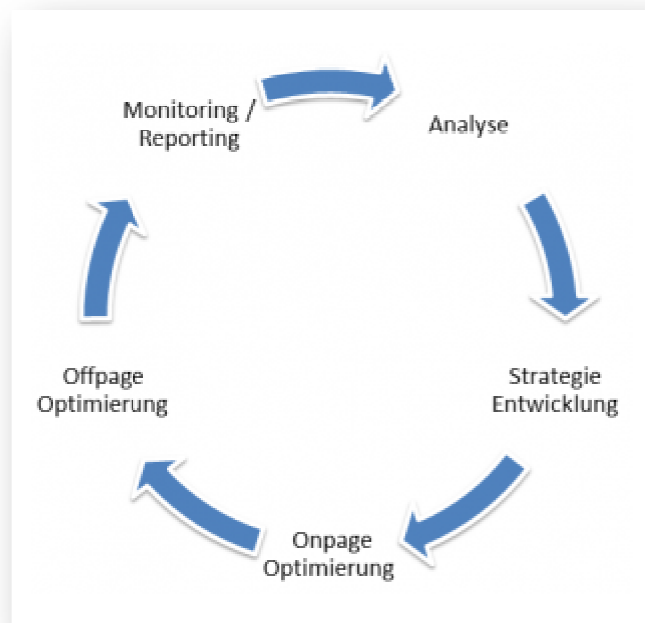 Monitoring /
Reporting
Analyse
Strategie
Entwicklung
Onpage
Optimierung
Offpage
Optimierung